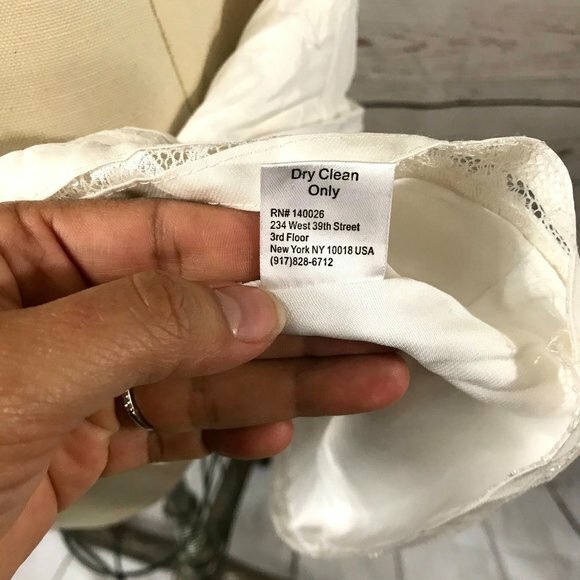 Dry Clean
Only
RN# 140026
234 West 39th Street
3rd Floor
New York NY 10018 USA
(917)828-6712